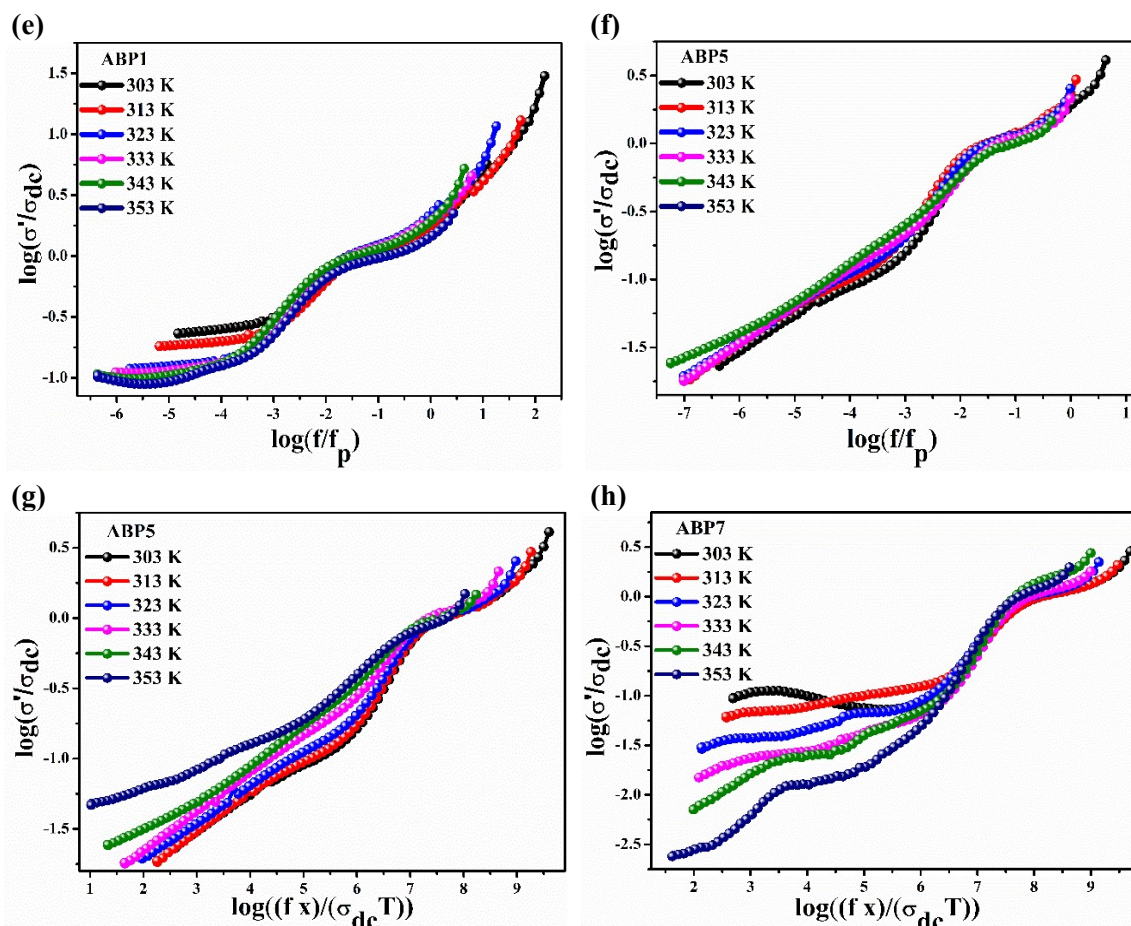 (e)
ABP1
303 K
313 K
323 K
333 K
343 K
353 K
1.5
1.0
0.5
0.0
-0.5
-1.0
log(σ'/σdc)
-6 -5 -4 -3 -2 -1 0 1 2
log(f/fp)
(f)
ABP5
303 K
313 K
323 K
333 K
343 K
0.5
0.0
-0.5
-1.0
-1.5
log(σ'/σdc)
-7 -6 -5 -4 -3 -2 -1 0 1
log(f/fp)
(g)
ABP5
303 K
313 K
323 K
333 K
343 K
353 K
0.5
0.0
-0.5
-1.0
-1.5
log(σ'/σdc)
1 2 3 4 5 6 7 8 9
log((f x)/(σdcT))
(h)
ABP7
303 K
313 K
323 K
333 K
343 K
353 K
0.5
0.0
-0.5
-1.0
-1.5
-2.0
-2.5
log(σ'/σdc)
2 3 4 5 6 7 8 9
log((f x)/(σdcT))